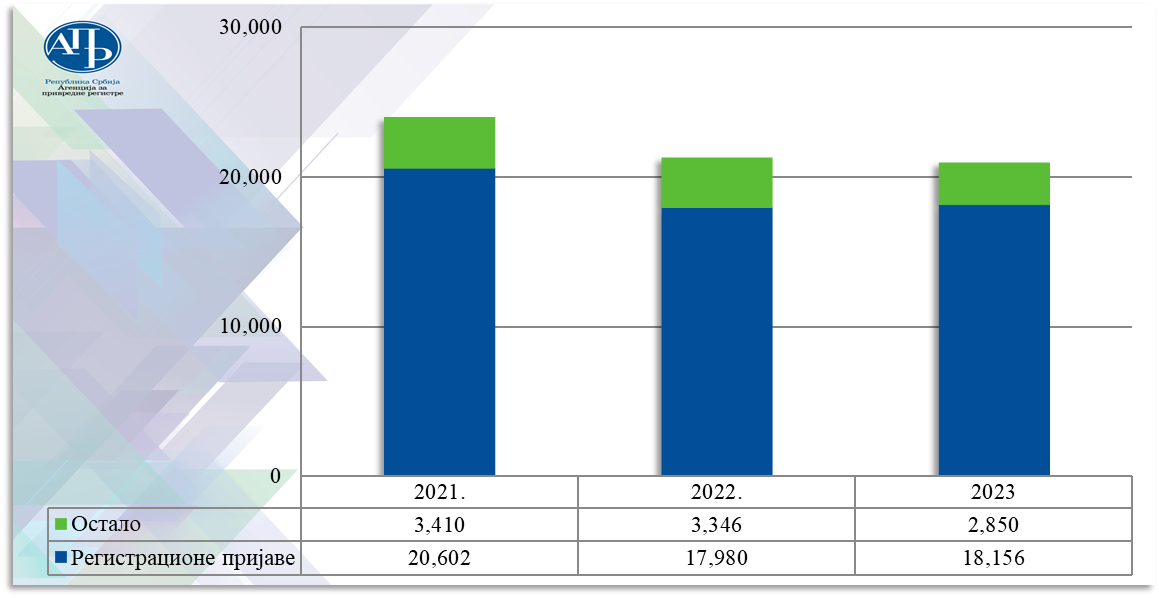 АПР
Република Србија
Агенција за
привредне регистре
30,000
20,000
10,000
0
2021. 2022. 2023
Остало 3,410 3,346 2,850
Регистрационе пријаве 20,602 17,980 18,156